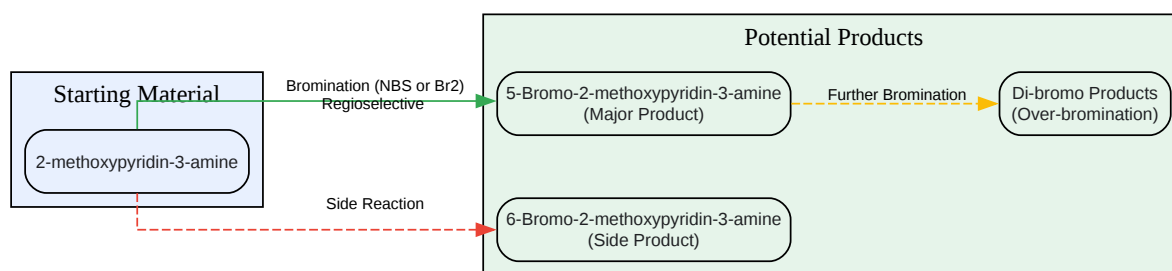 Potential Products
Starting Material
Bromination (NBS or Br2)
Regioselective
5-Bromo-2-methoxypyridin-3-amine
(Major Product)
Further Bromination
Di-bromo Products
(Over-bromination)
2-methoxypyridin-3-amine
Side Reaction
6-Bromo-2-methoxypyridin-3-amine
(Side Product)